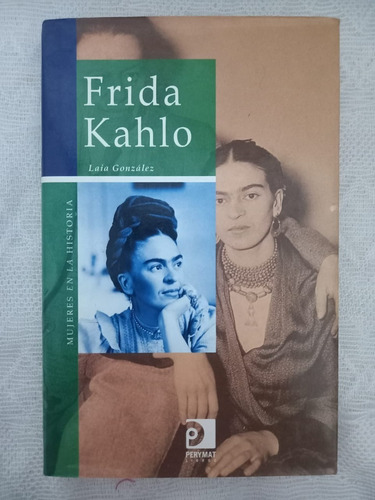 Frida
Kahlo
Laia González
MUJERES EN LA HISTORIA
PERYMAT
LIBROS